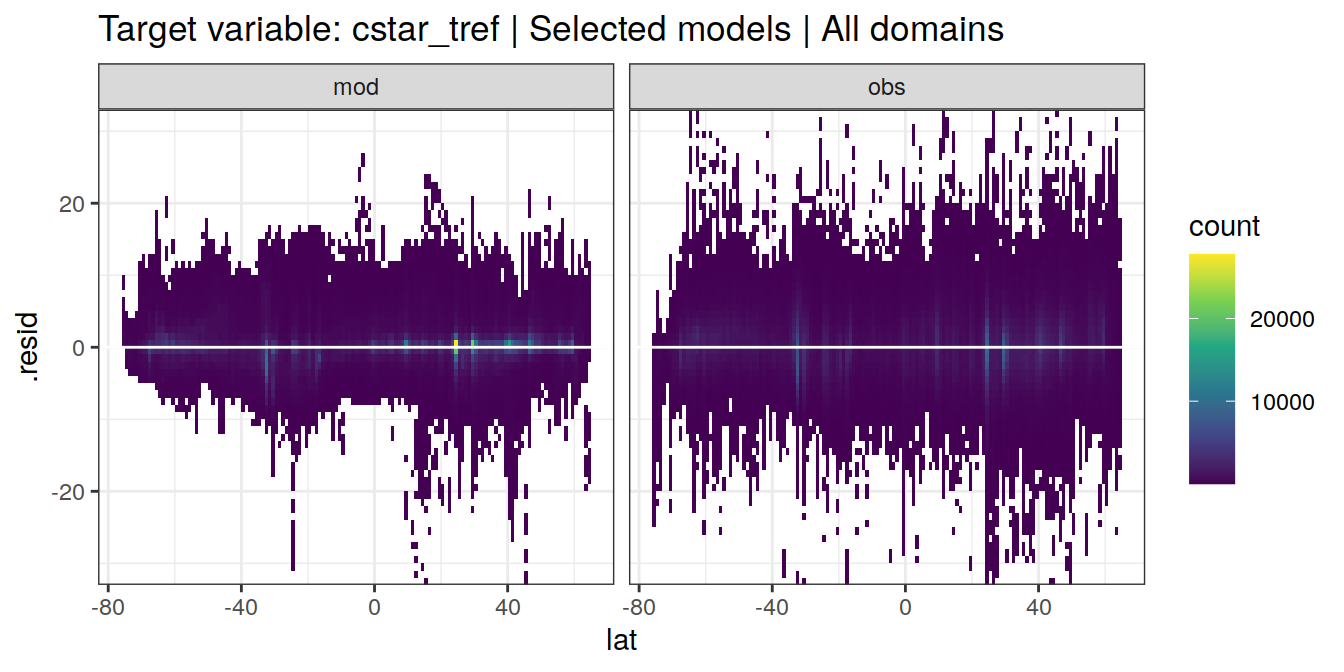 Target variable: cstar_tref | Selected models | All domains
mod
obs
.resid
20
0
-20
-80
-40
0
40
-80
-40
0
40
lat
count
20000
10000